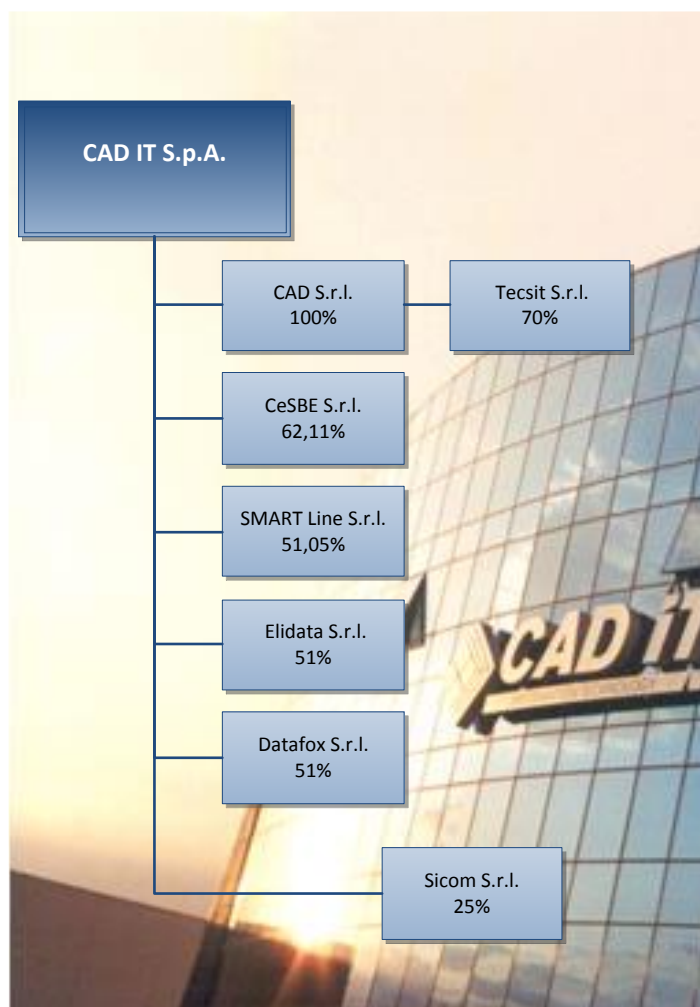 CAD IT S.p.A.
CAD S.r.l.
100%
Tecsit S.r.l.
70%
CeSBE S.r.l.
62,11%
SMART Line S.r.l.
51,05%
Elidata S.r.l.
51%
CAD iT
Datafox S.r.l.
51%
Sicom S.r.l.
25%